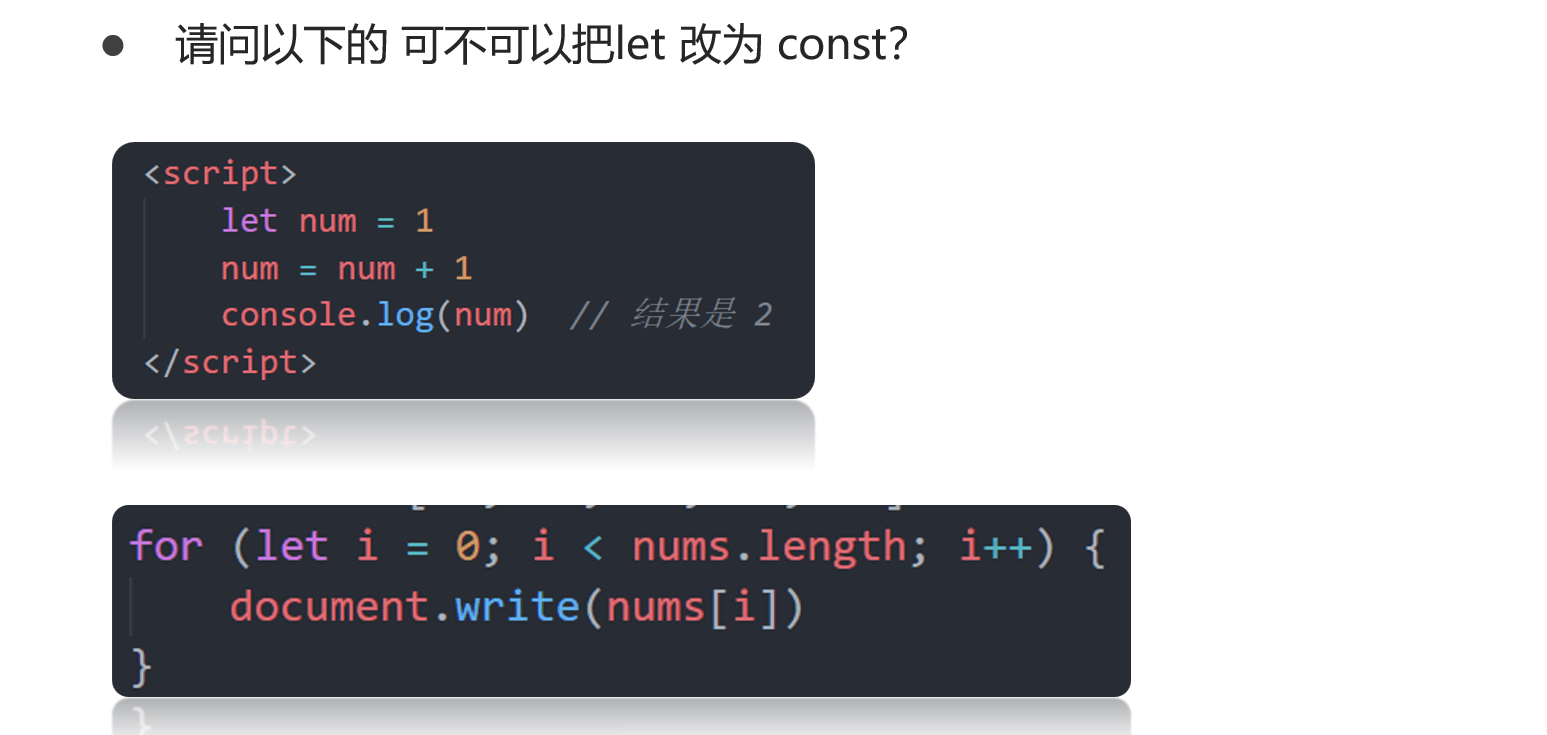 ● 请问以下的 可不可以把let 改为 const？
<script>
let num = 1
num = num + 1
console.log(num) // 结果是 2
</script>
for (let i = 0; i < nums.length; i++) {
document.write(nums[i])
}